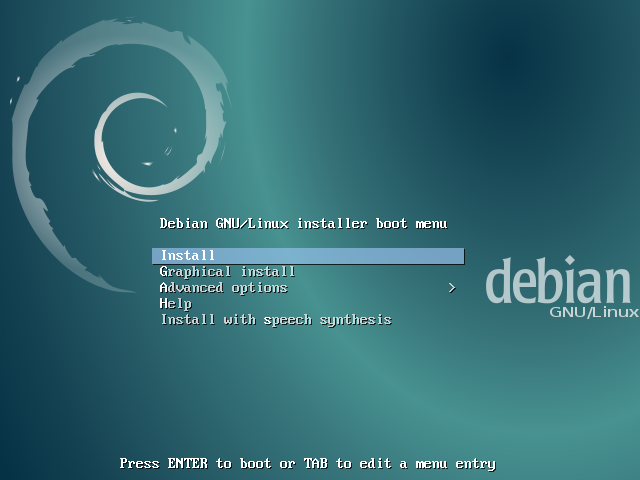 Debian GNU/Linux installer boot menu
Install
Graphical install
Advanced options >
Help
Install with speech synthesis
debian
GNU/Linux
Press ENTER to boot or TAB to edit a menu entry